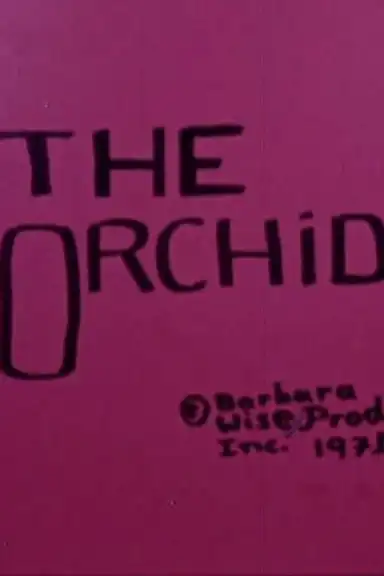 THE
ORCHiD
© Barbara
Wise Prod
Inc. 197